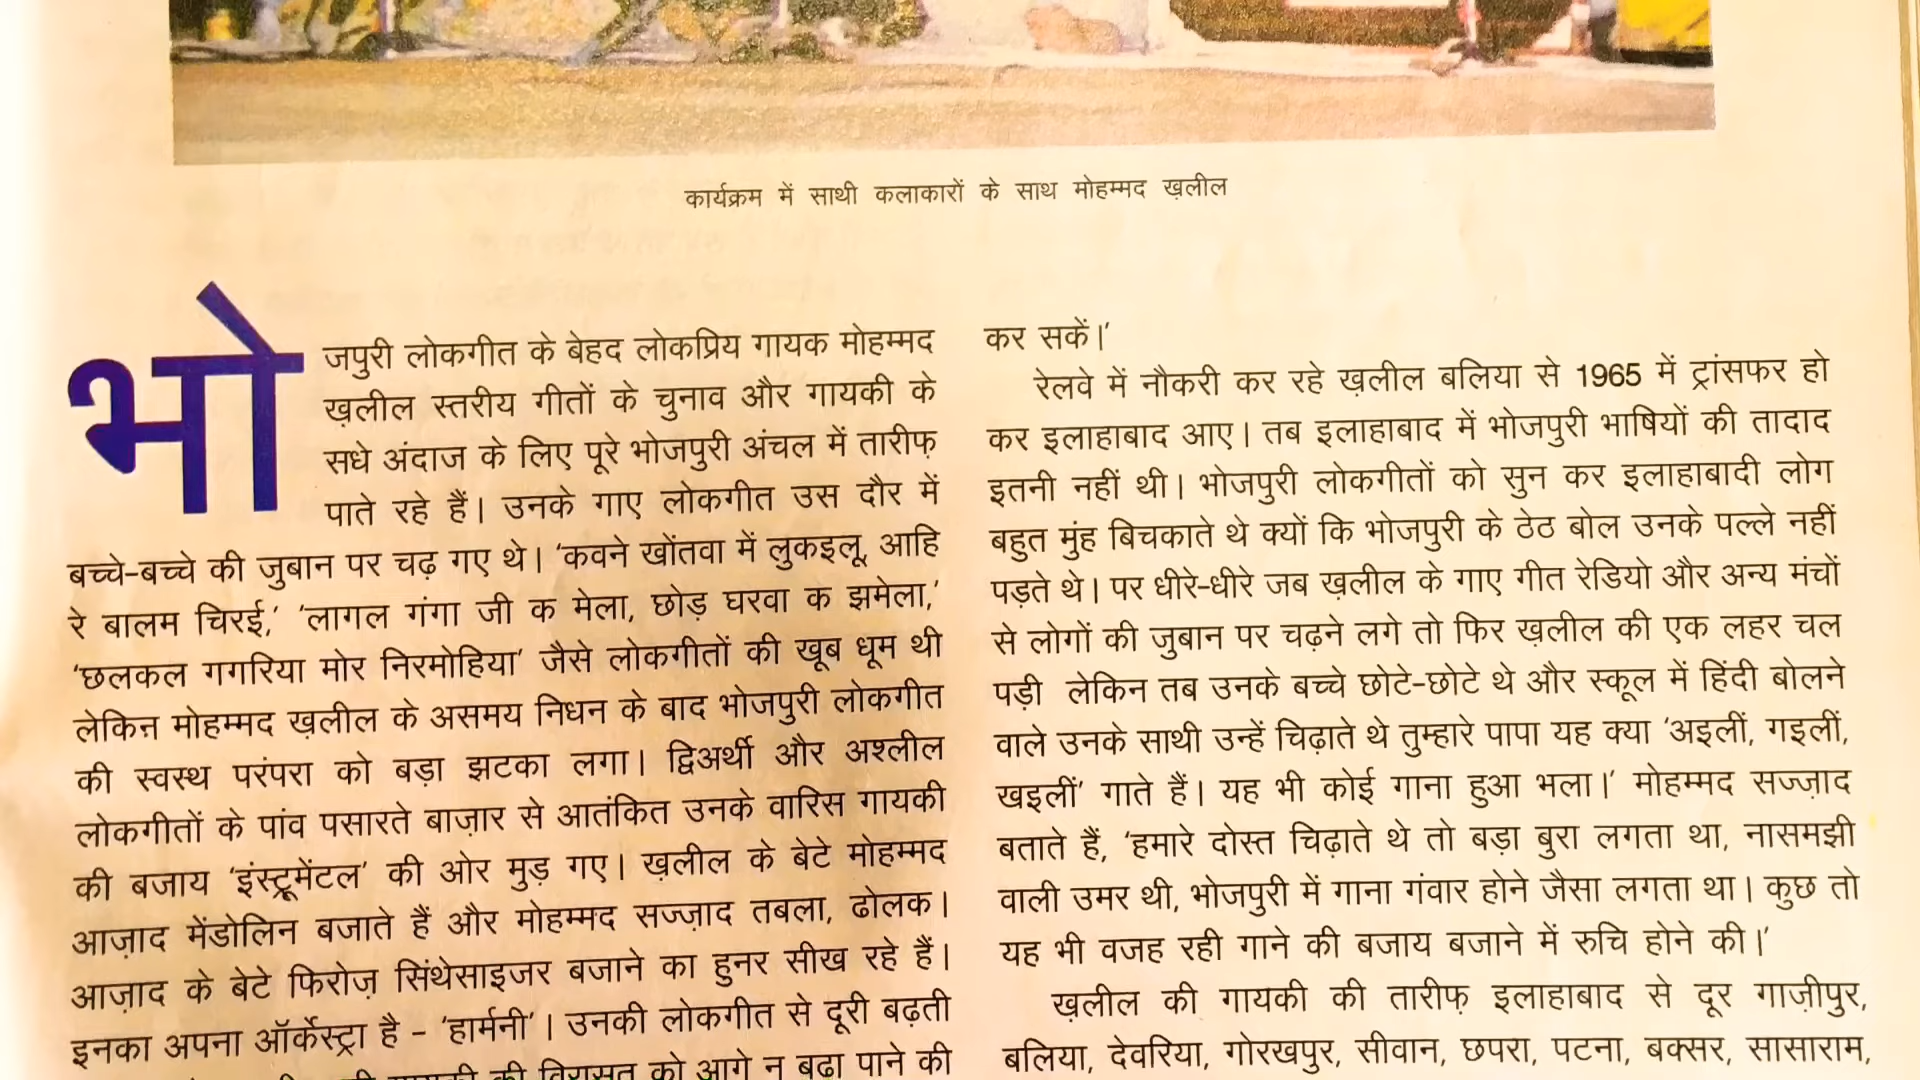 कार्यक्रम में साथी कलाकारों के साथ मोहम्मद ख़लील
भो
जपुरी लोकगीत के बेहद लोकप्रिय गायक मोहम्मद
ख़लील स्तरीय गीतों के चुनाव और गायकी के
सधे अंदाज के लिए पूरे भोजपुरी अंचल में तारीफ़
पाते रहे हैं। उनके गाए लोकगीत उस दौर में
बच्चे-बच्चे की जुबान पर चढ़ गए थे। ‘कवने खोंतवा में लुकइलू, आहि
रे बालम चिरई,’ ‘लागल गंगा जी क मेला, छोड़ घरवा क झमेला,’
‘छलकल गगरिया मोर निरमोहिया’ जैसे लोकगीतों की खूब धूम थी
लेकिन मोहम्मद ख़लील के असमय निधन के बाद भोजपुरी लोकगीत
की स्वस्थ परंपरा को बड़ा झटका लगा। द्विअर्थी और अश्लील
लोकगीतों के पांव पसारते बाज़ार से आतंकित उनके वारिस गायकी
की बजाय ‘इंस्ट्रूमेंटल’ की ओर मुड़ गए। ख़लील के बेटे मोहम्मद
आज़ाद मेंडोलिन बजाते हैं और मोहम्मद सज्ज़ाद तबला, ढोलक।
आज़ाद के बेटे फिरोज़ सिंथेसाइजर बजाने का हुनर सीख रहे हैं।
इनका अपना ऑर्केस्ट्रा है – ‘हार्मनी’। उनकी लोकगीत से दूरी बढ़ती
की विरासत को आगे न बढ़ा पाने की
कर सकें।’
रेलवे में नौकरी कर रहे ख़लील बलिया से 1965 में ट्रांसफर हो
कर इलाहाबाद आए। तब इलाहाबाद में भोजपुरी भाषियों की तादाद
इतनी नहीं थी। भोजपुरी लोकगीतों को सुन कर इलाहाबादी लोग
बहुत मुंह बिचकाते थे क्यों कि भोजपुरी के ठेठ बोल उनके पल्ले नहीं
पड़ते थे। पर धीरे-धीरे जब ख़लील के गाए गीत रेडियो और अन्य मंचों
से लोगों की जुबान पर चढ़ने लगे तो फिर ख़लील की एक लहर चल
पड़ी लेकिन तब उनके बच्चे छोटे-छोटे थे और स्कूल में हिंदी बोलने
वाले उनके साथी उन्हें चिढ़ाते थे तुम्हारे पापा यह क्या ‘अइलीं, गइलीं,
खइलीं’ गाते हैं। यह भी कोई गाना हुआ भला।’ मोहम्मद सज्ज़ाद
बताते हैं, ‘हमारे दोस्त चिढ़ाते थे तो बड़ा बुरा लगता था, नासमझी
वाली उमर थी, भोजपुरी में गाना गंवार होने जैसा लगता था। कुछ तो
यह भी वजह रही गाने की बजाय बजाने में रुचि होने की।’
ख़लील की गायकी की तारीफ़ इलाहाबाद से दूर गाज़ीपुर,
बलिया, देवरिया, गोरखपुर, सीवान, छपरा, पटना, बक्सर, सासाराम,